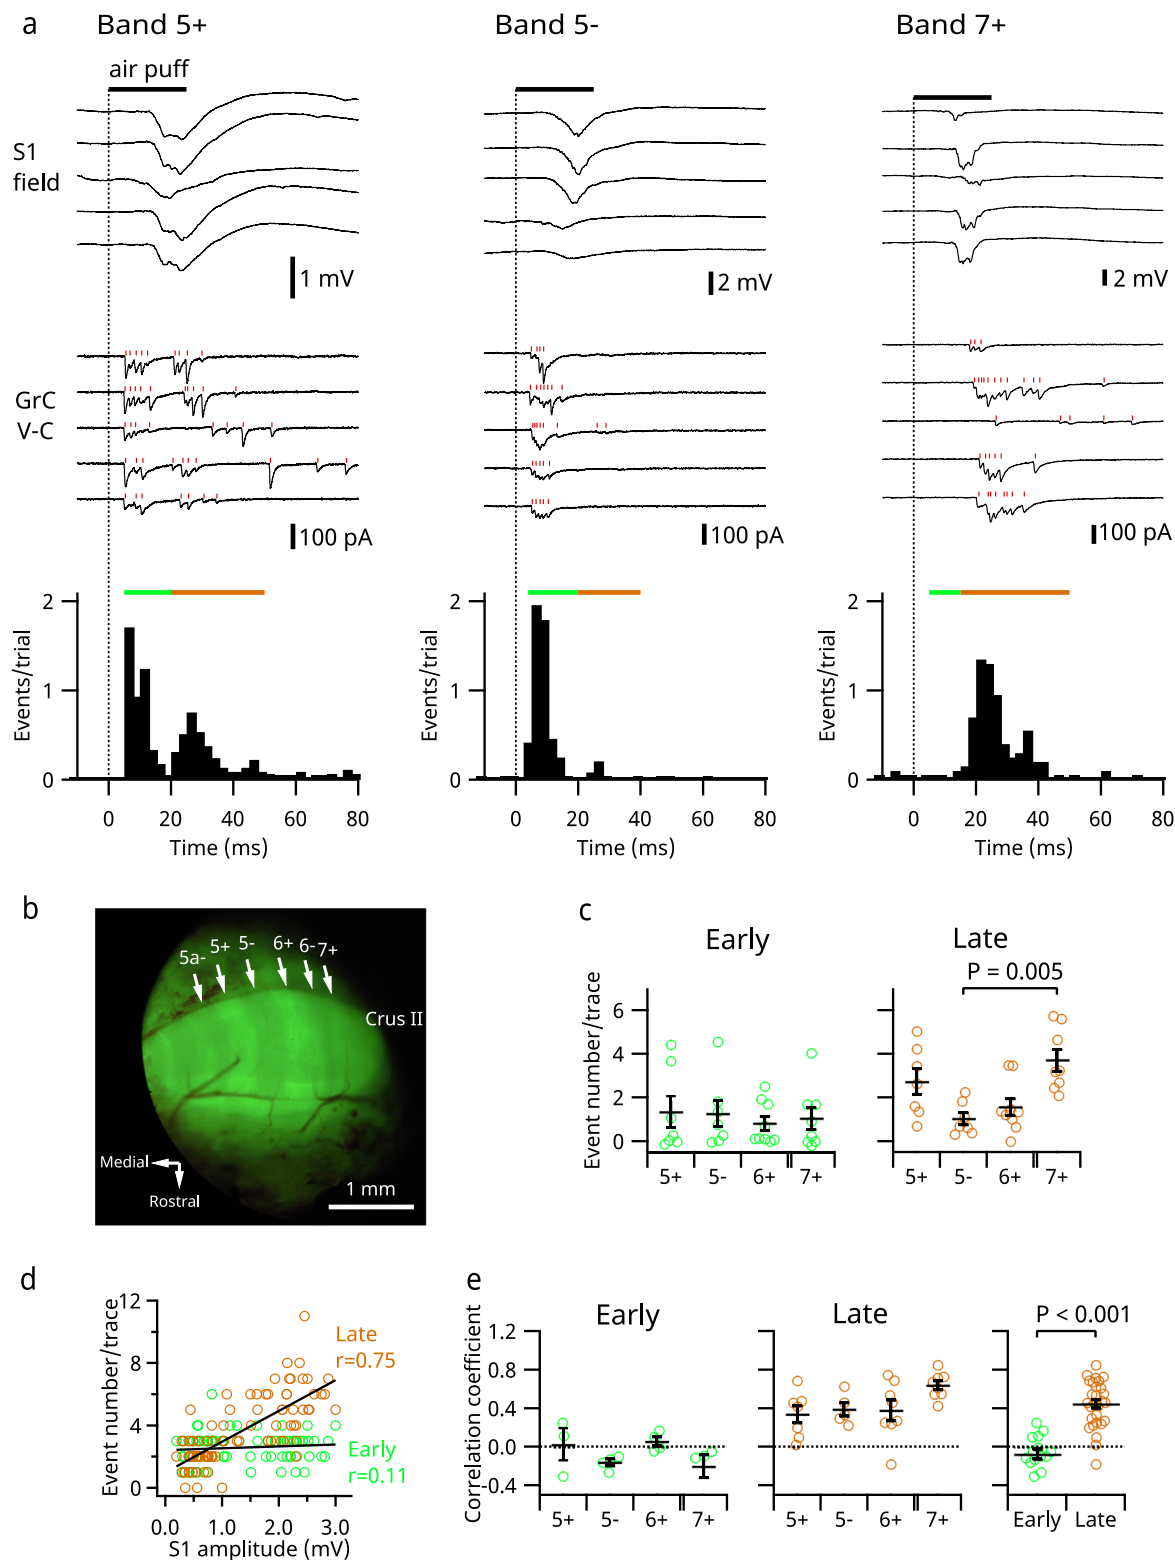 a
Band 5+
Band 5-
Band 7+
air puff
S1
field
1 mV
2 mV
2 mV
GrC
V-C
100 pA
100 pA
100 pA
Events/trial
2
1
0
0 20 40 60 80
Time (ms)
Events/trial
2
1
0
0 20 40 60 80
Time (ms)
Events/trial
2
1
0
0 20 40 60 80
Time (ms)
b
5a-
5+
5-
6+
6-
7+
Crus II
Medial
Rostral
1 mm
c
Early
Late
P = 0.005
Event number/trace
6
4
2
0
5+ 5- 6+ 7+
5+ 5- 6+ 7+
d
Event number/trace
12
8
4
0
Late
r=0.75
Early
r=0.11
0.0 1.0 2.0 3.0
S1 amplitude (mV)
e
Early
Late
P < 0.001
Correlation coefficient
1.2
0.8
0.4
0.0
-0.4
5+ 5- 6+ 7+
5+ 5- 6+ 7+
Early Late